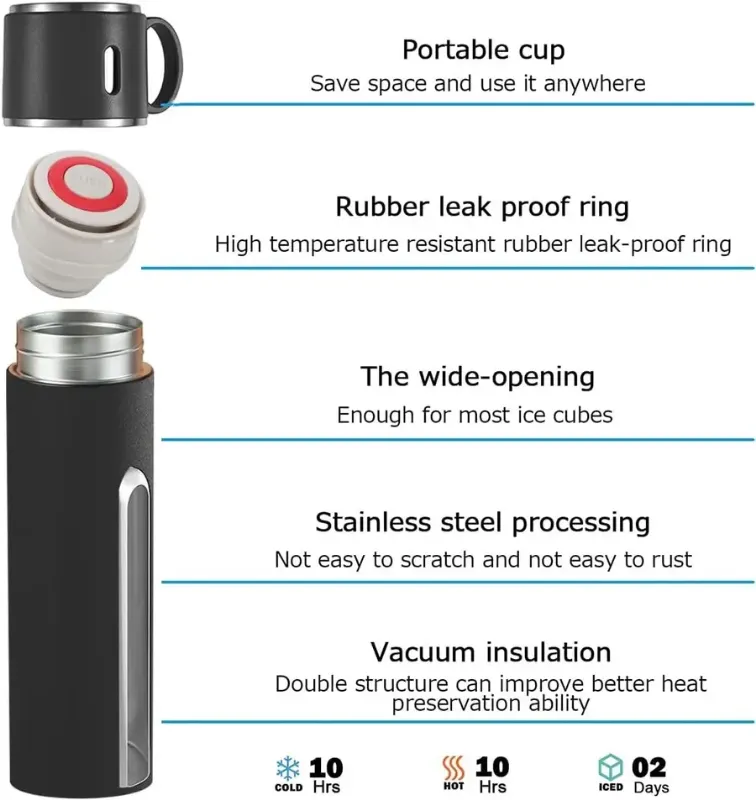 Portable cup
Save space and use it anywhere
Rubber leak proof ring
High temperature resistant rubber leak-proof ring
The wide-opening
Enough for most ice cubes
Stainless steel processing
Not easy to scratch and not easy to rust
Vacuum insulation
Double structure can improve better heat
preservation ability
COLD 10 Hrs
HOT 10 Hrs
ICED 02 Days